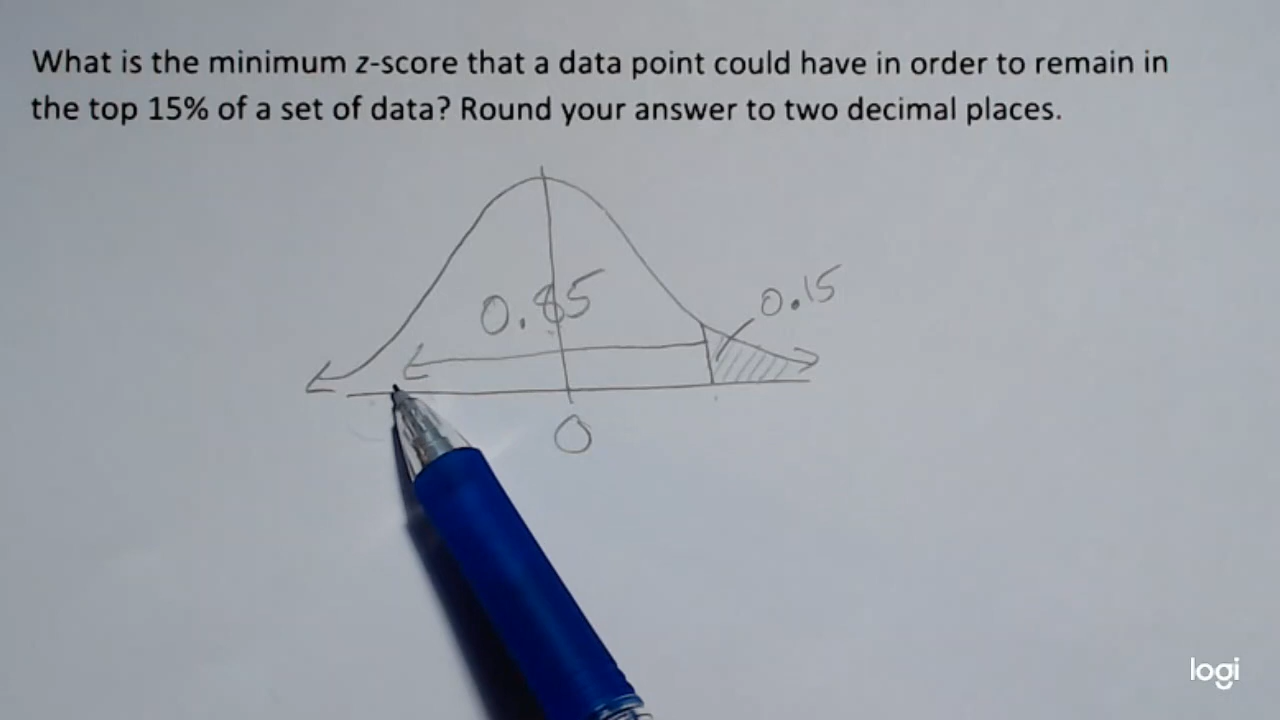 What is the minimum z-score that a data point could have in order to remain in
the top 15% of a set of data? Round your answer to two decimal places.
0.85
0.15
0
logi